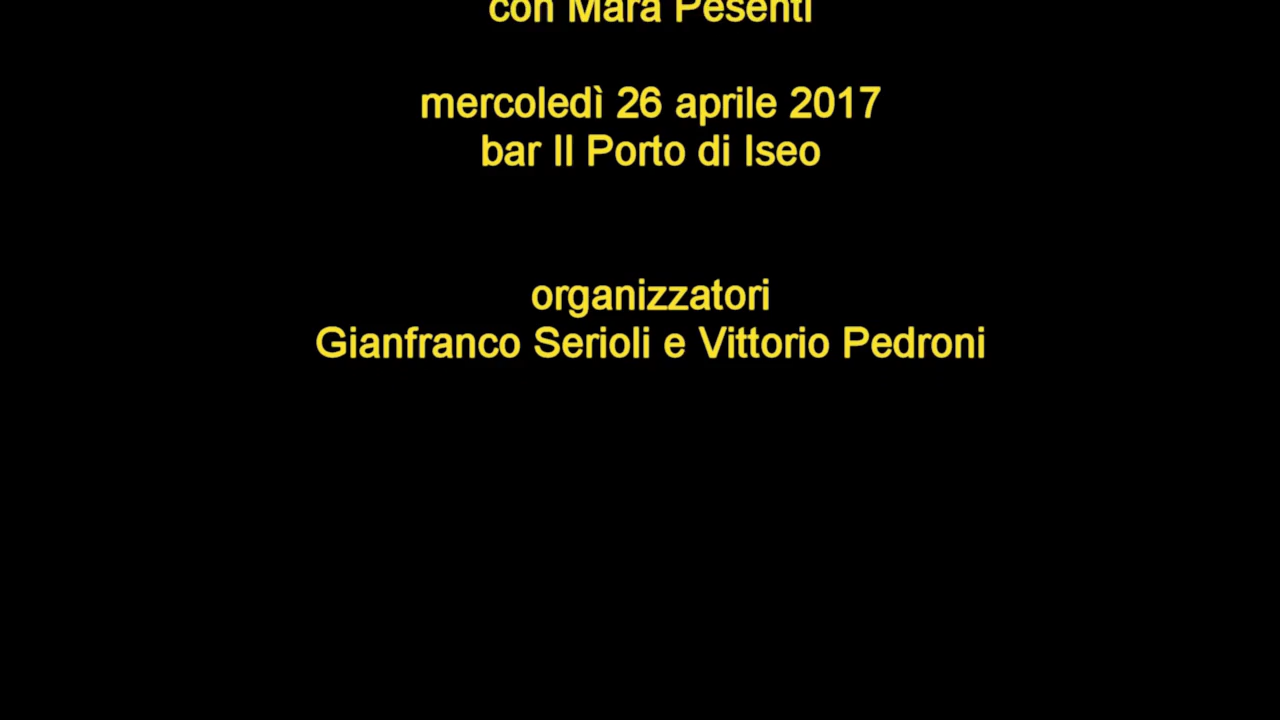 con Mara Pesenti
mercoledì 26 aprile 2017
bar Il Porto di Iseo
organizzatori
Gianfranco Serioli e Vittorio Pedroni